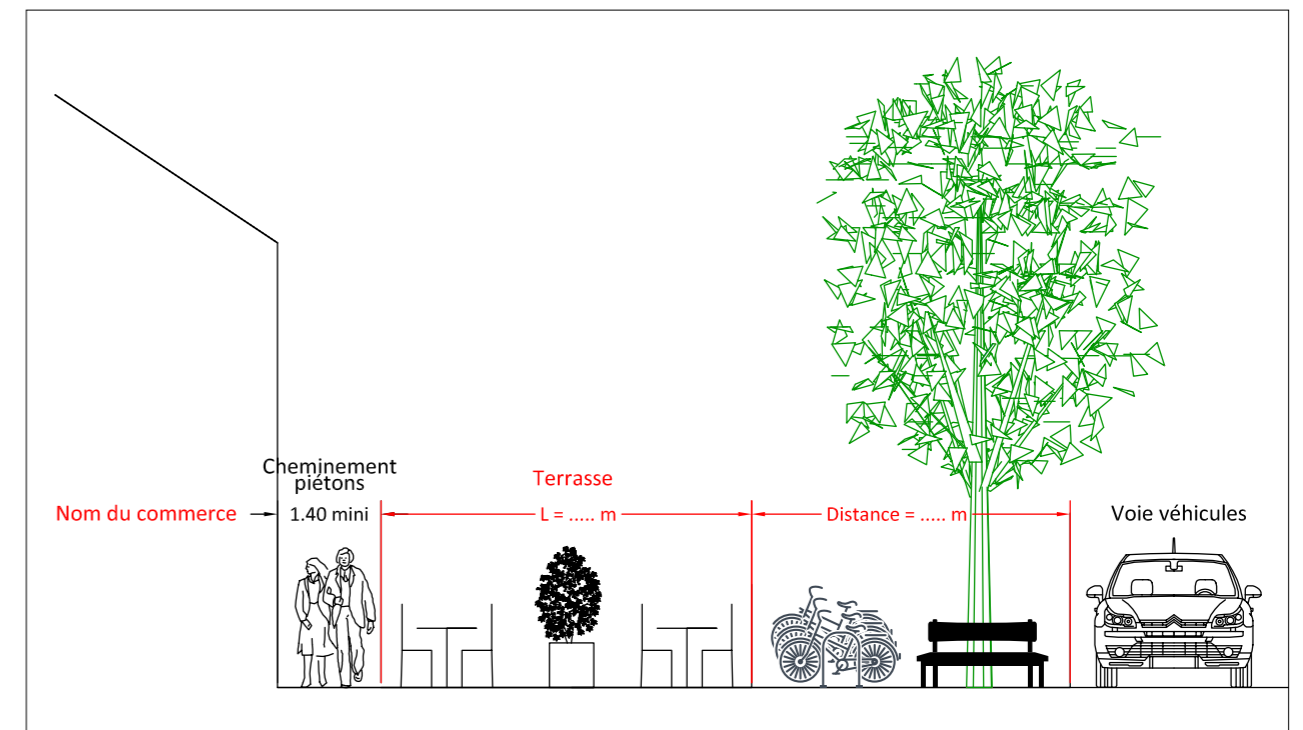 Cheminement
piétons
Terrasse
Nom du commerce
1.40 mini
L = ..... m
Distance = ..... m
Voie véhicules